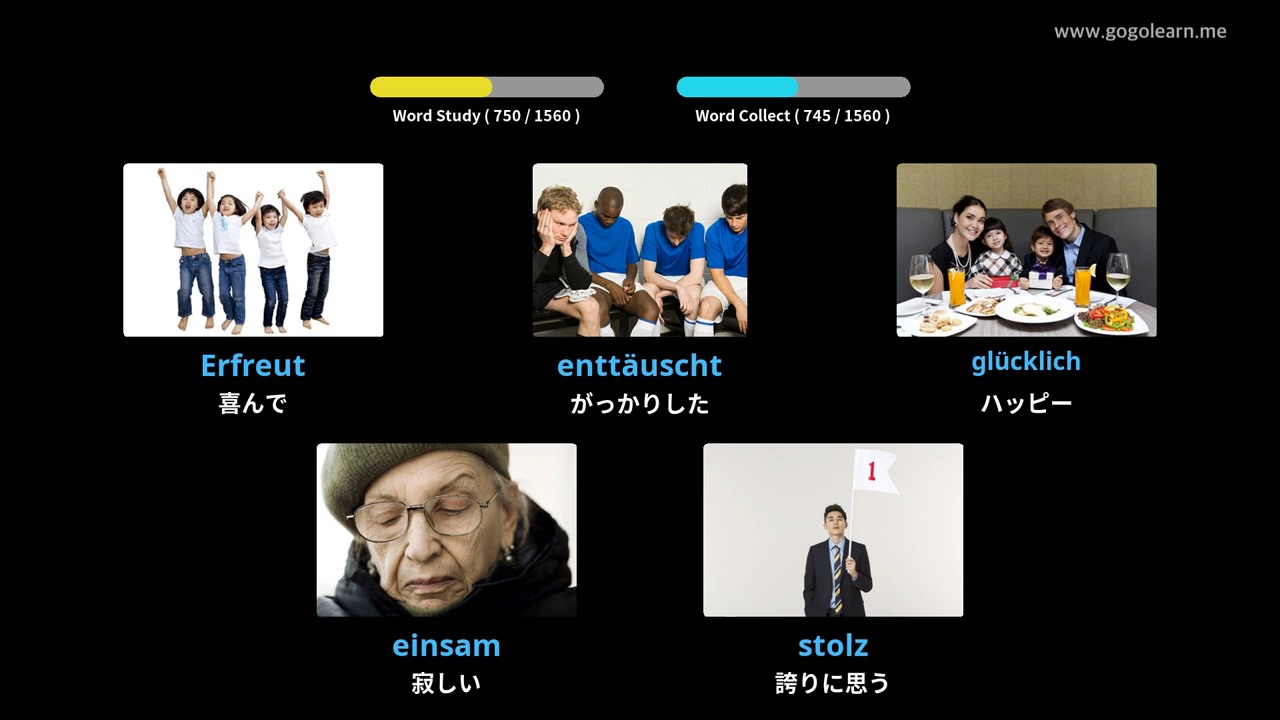 www.gogolearn.me
Word Study ( 750 / 1560 )
Word Collect ( 745 / 1560 )
Erfreut
喜んで
enttäuscht
がっかりした
glücklich
ハッピー
1
einsam
寂しい
stolz
誇りに思う